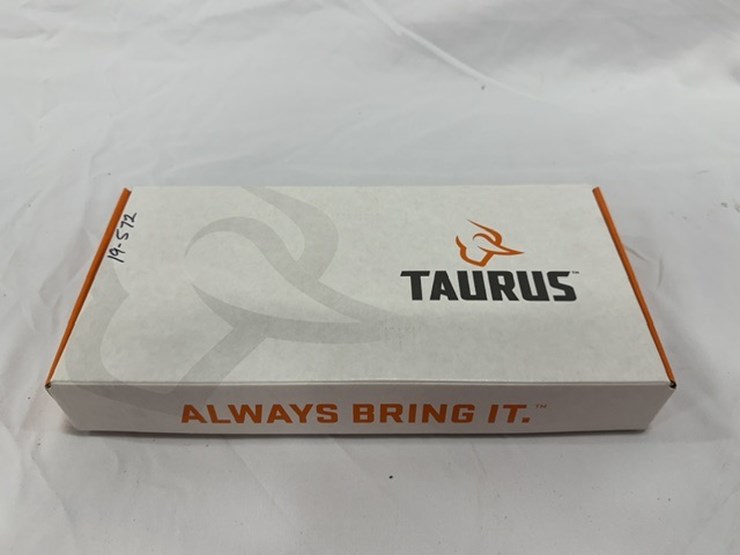 19-572
TAURUS™
ALWAYS BRING IT.™